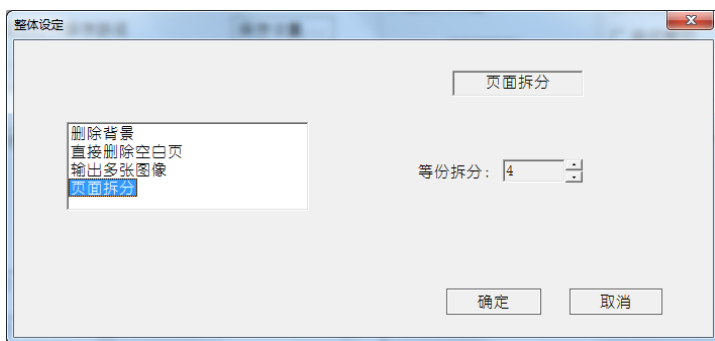 整体设定
页面拆分
删除背景
直接删除空白页
输出多张图像
页面拆分
等份拆分: 4
确定 取消